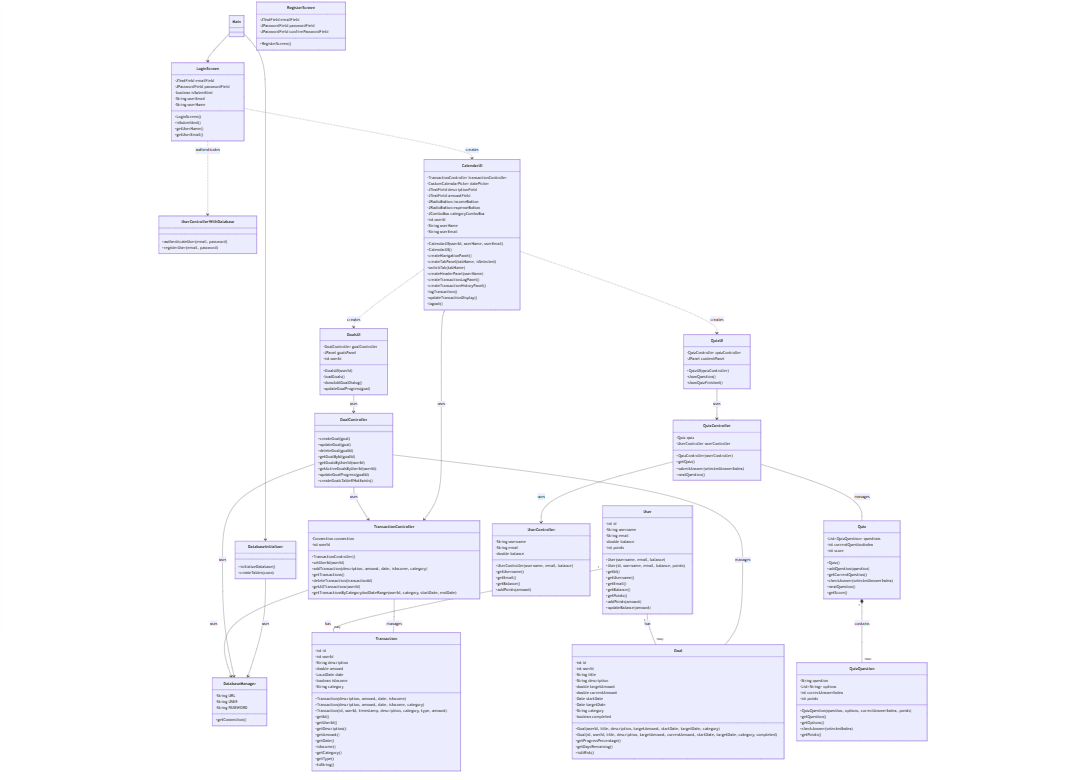 RegisterScreen
-JTextField emailField
-JPasswordField passwordField
-JPasswordField confirmPasswordField
+RegisterScreen()
Main
LoginScreen
-JTextField emailField
-JPasswordField passwordField
-boolean isSubmitted
-String userEmail
-String userName
+LoginScreen()
+isSubmitted()
+getUserName()
+getUserEmail()
authenticates
creates
UserControllerWithDatabase
+authenticateUser(email, password)
+registerUser(email, password)
CalendarUI
-TransactionController transactionController
-CustomCalendarPicker datePicker
-JTextField descriptionField
-JTextField amountField
-JRadioButton incomeButton
-JRadioButton expenseButton
-JComboBox categoryComboBox
-int userId
-String userName
-String userEmail
+CalendarUI(userId, userName, userEmail)
+CalendarUI()
-createNavigationPanel()
-createTabPanel(tabName, isSelected)
-switchTab(tabName)
-createHeaderPanel(userName)
-createTransactionLogPanel()
-createTransactionHistoryPanel()
-logTransaction()
-updateTransactionDisplay()
-logout()
creates
creates
GoalsUI
-GoalController goalController
-JPanel goalsPanel
-int userId
+GoalsUI(userId)
-loadGoals()
-showAddGoalDialog()
-updateGoalProgress(goal)
QuizUI
-QuizController quizController
-JPanel contentPanel
+QuizUI(quizController)
-showQuestion()
-showQuizFinished()
uses
uses
uses
GoalController
+createGoal(goal)
+updateGoal(goal)
+deleteGoal(goalId)
+getGoalById(goalId)
+getGoalsByUserId(userId)
+getActiveGoalsByUserId(userId)
+updateGoalProgress(goalId)
+createGoalsTableIfNotExists()
QuizController
-Quiz quiz
-UserController userController
+QuizController(userController)
+getQuiz()
+submitAnswer(selectedAnswerIndex)
+nextQuestion()
uses
uses
manages
TransactionController
-Connection connection
-int userId
+TransactionController()
+setUserId(userId)
+addTransaction(description, amount, date, isIncome, category)
+getTransactions()
+deleteTransaction(transactionId)
+getAllTransactions(userId)
+getTransactionByCategoryAndDateRange(userId, category, startDate, endDate)
UserController
-String username
-String email
-double balance
+UserController(username, email, balance)
+getUsername()
+getEmail()
+getBalance()
+addPoints(amount)
User
-int id
-String username
-String email
-double balance
-int points
+User(username, email, balance)
+User(id, username, email, balance, points)
+getId()
+getUsername()
+getEmail()
+getBalance()
+getPoints()
+addPoints(amount)
+updateBalance(amount)
Quiz
-List<QuizQuestion> questions
-int currentQuestionIndex
-int score
+Quiz()
+addQuestion(question)
+getCurrentQuestion()
+checkAnswer(selectedAnswerIndex)
+nextQuestion()
+getScore()
DatabaseInitializer
+initializeDatabase()
-createTables(conn)
uses
manages
uses
uses
has
manages
has
contains
Transaction
-int id
-int userId
-String description
-double amount
-LocalDate date
-boolean isIncome
-String category
+Transaction(description, amount, date, isIncome)
+Transaction(description, amount, date, isIncome, category)
+Transaction(id, userId, timestamp, description, category, type, amount)
+getId()
+getUserId()
+getDescription()
+getAmount()
+getDate()
+isIncome()
+getCategory()
+getType()
+toString()
Goal
-int id
-int userId
-String title
-String description
-double targetAmount
-double currentAmount
-Date startDate
-Date targetDate
-String category
-boolean completed
+Goal(userId, title, description, targetAmount, startDate, targetDate, category)
+Goal(id, userId, title, description, targetAmount, currentAmount, startDate, targetDate, category, completed)
+getProgressPercentage()
+getDaysRemaining()
QuizQuestion
-String question
-List<String> options
-int correctAnswerIndex
-int points
+QuizQuestion(question, options, correctAnswerIndex, points)
+getQuestion()
+getOptions()
+checkAnswer(selectedIndex)
+getPoints()
DatabaseManager
-String URL
-String USER
-String PASSWORD
+getConnection()